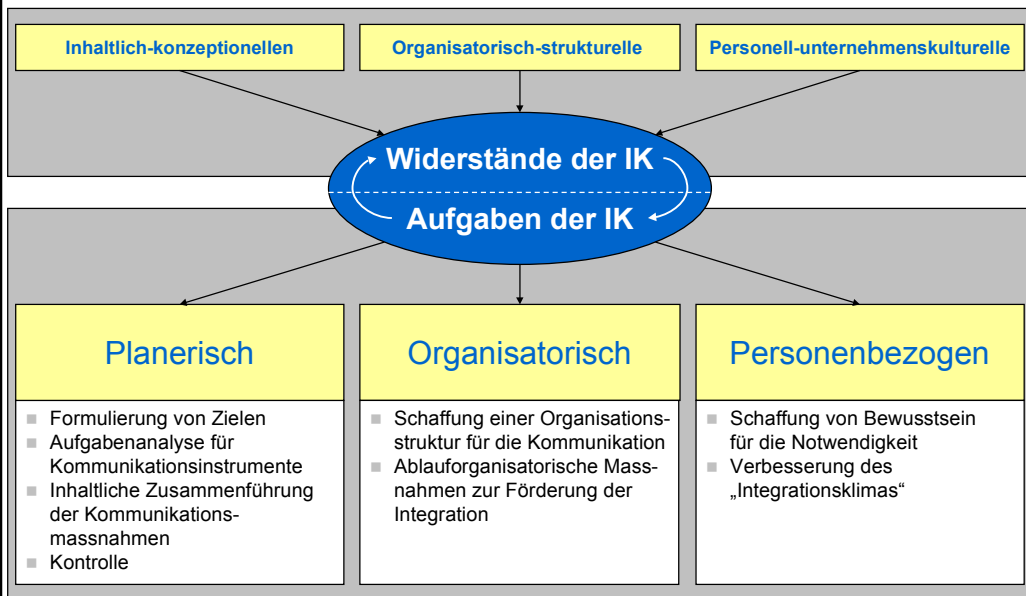 Inhaltlich-konzeptionellen
Organisatorisch-strukturelle
Personell-unternehmenskulturelle
Widerstände der IK
Aufgaben der IK
Planerisch
Formulierung von Zielen
Aufgabenanalyse für
Kommunikationsinstrumente
Inhaltliche Zusammenführung
der Kommunikations-
massnahmen
Kontrolle
Organisatorisch
Schaffung einer Organisations-
struktur für die Kommunikation
Ablauforganisatorische Mass-
nahmen zur Förderung der
Integration
Personenbezogen
Schaffung von Bewusstsein
für die Notwendigkeit
Verbesserung des
„Integrationsklimas“